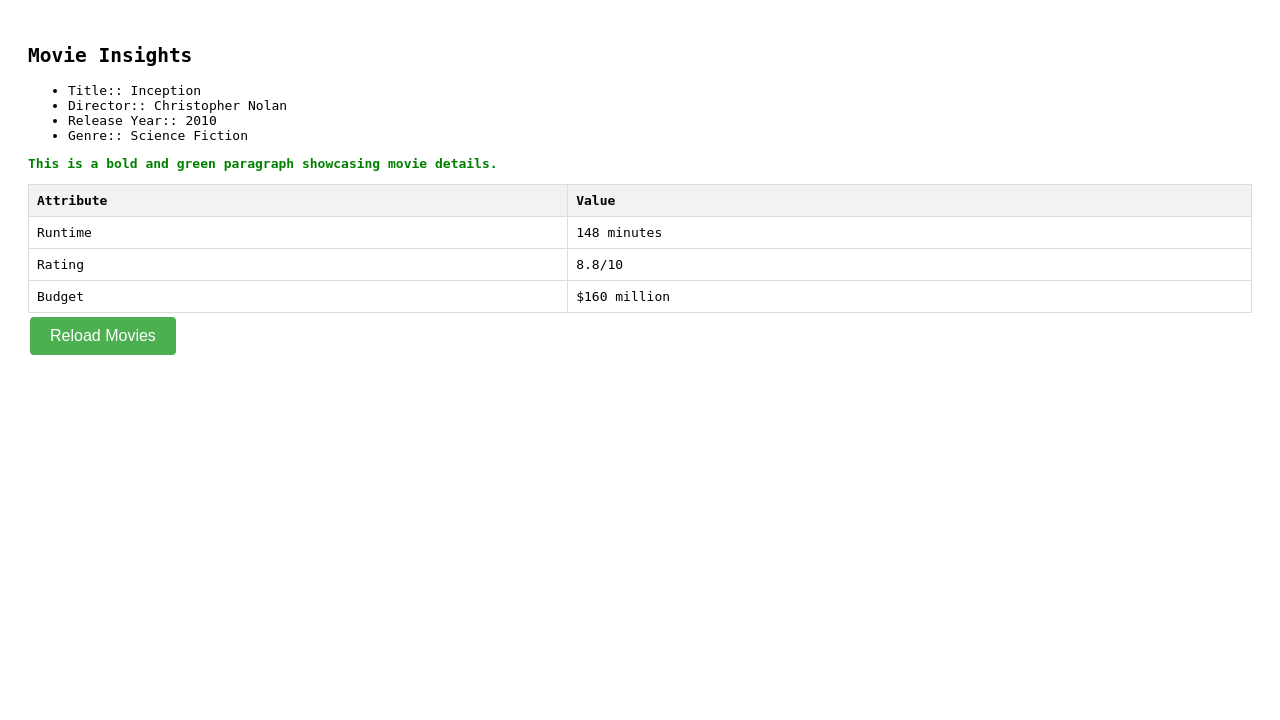 Movie Insights
Title:: Inception
Director:: Christopher Nolan
Release Year:: 2010
Genre:: Science Fiction
This is a bold and green paragraph showcasing movie details.
Attribute Value
Runtime 148 minutes
Rating 8.8/10
Budget $160 million
Reload Movies